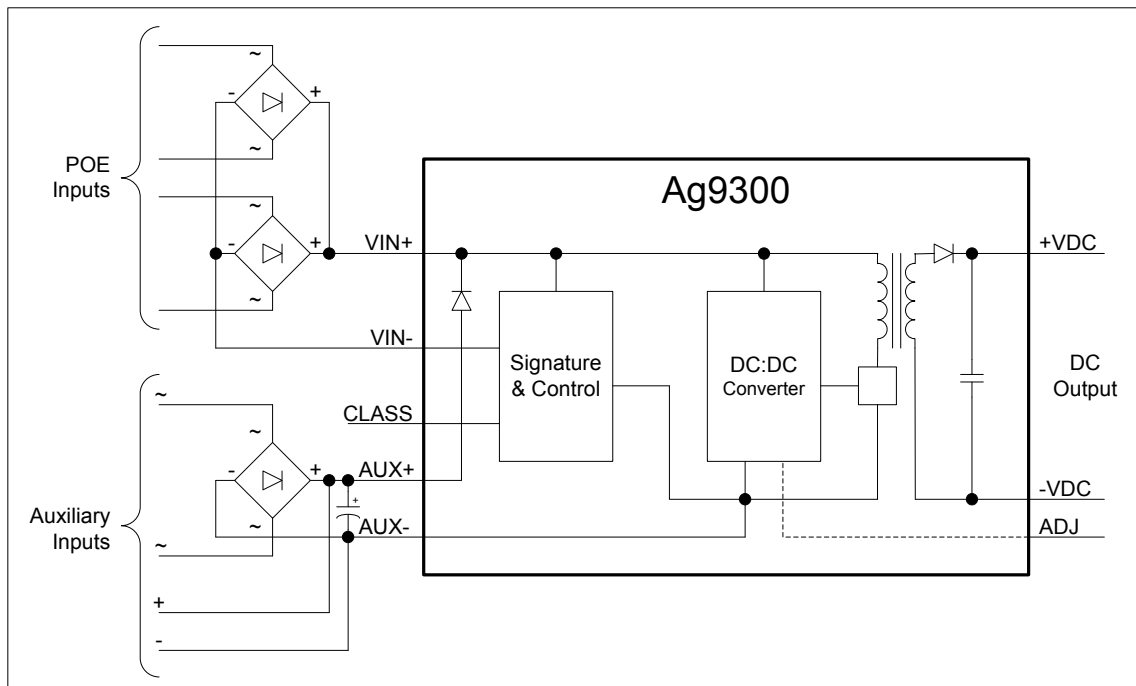 Ag9300
POE
Inputs
~
- +
~
~
- +
~
VIN+
VIN-
Signature
& Control
CLASS
DC:DC
Converter
+VDC
DC
Output
-VDC
ADJ
Auxiliary
Inputs
~
~
- +
~
~
+
-
AUX+
+
AUX-